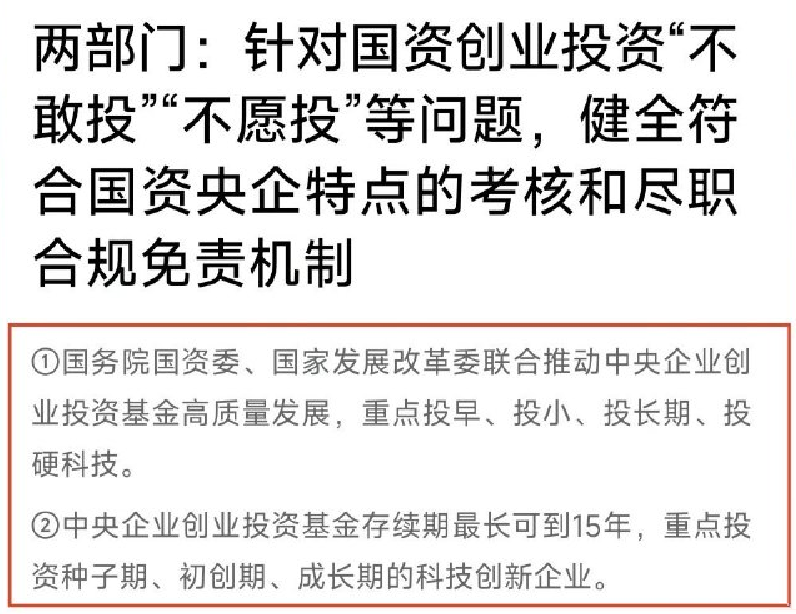 两部门：针对国资创业投资“不
敢投”“不愿投”等问题，健全符
合国资央企特点的考核和尽职
合规免责机制
①国务院国资委、国家发展改革委联合推动中央企业创
业投资基金高质量发展，重点投早、投小、投长期、投
硬科技。
②中央企业创业投资基金存续期最长可到15年，重点投
资种子期、初创期、成长期的科技创新企业。